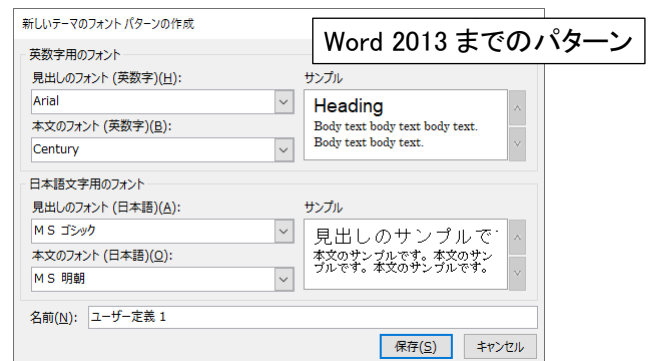 新しいテーマのフォント パターンの作成
Word 2013 までのパターン
英数字用のフォント
見出しのフォント (英数字)(H):
サンプル
Arial
Heading
Body text body text body text.
Body text body text.
本文のフォント (英数字)(B):
Century
日本語文字用のフォント
見出しのフォント (日本語)(A):
サンプル
ＭＳ ゴシック
見出しのサンプルで
本文のサンプルです。本文のサン
プルです。本文のサンプルです。
本文のフォント (日本語)(O):
ＭＳ 明朝
名前(N):
ユーザー定義 1
保存(S)
キャンセル